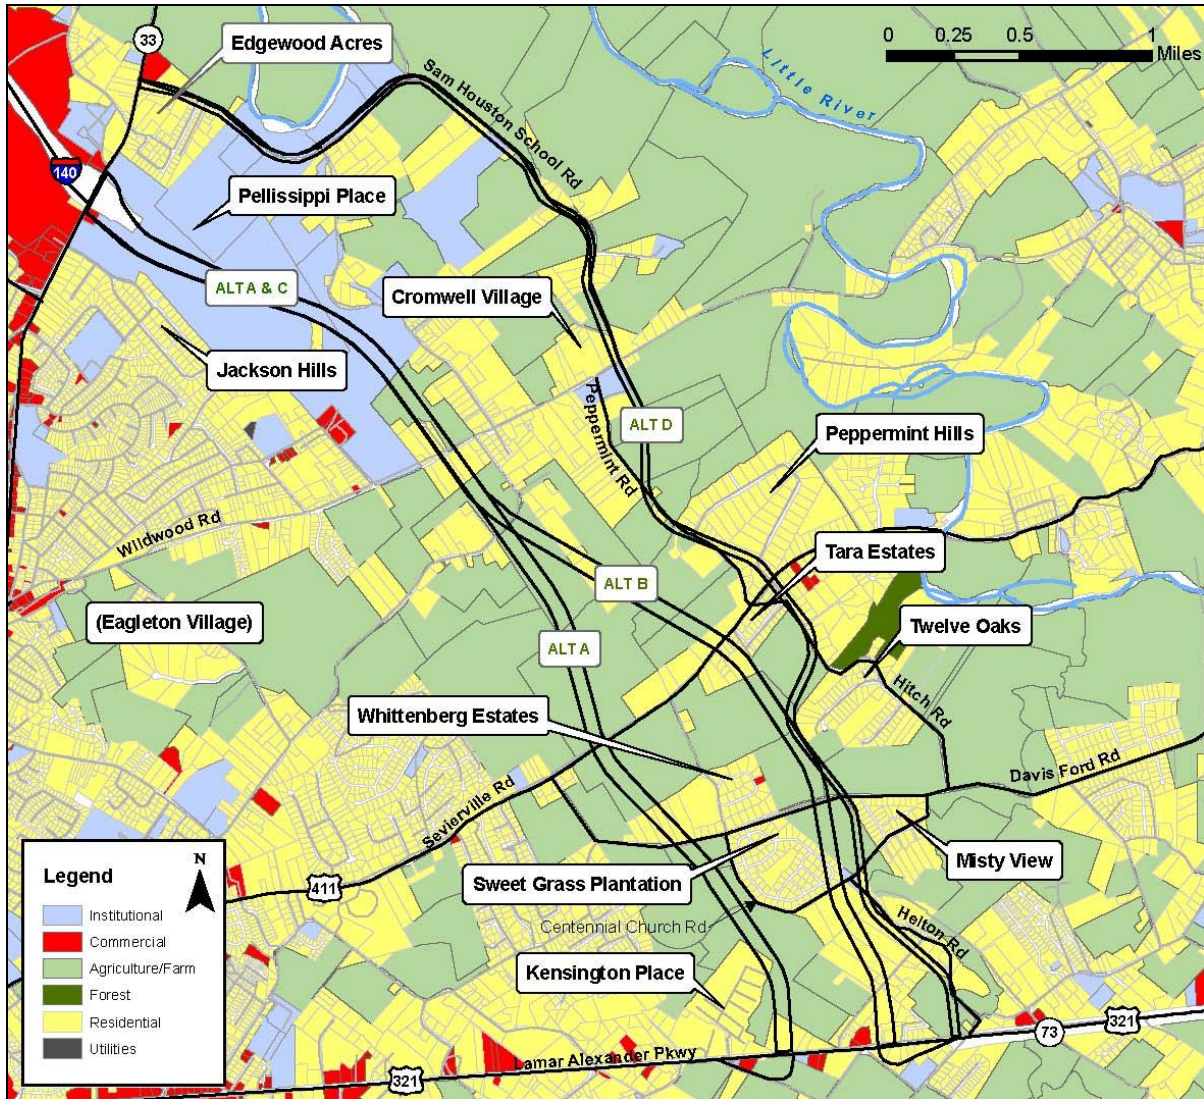 33
Edgewood Acres
0 0.25 0.5 1
Miles
Little River
Sam Houston School Rd
140
Pellissippi Place
ALT A & C
Cromwell Village
Jackson Hills
Peppermint Rd
ALT D
Peppermint Hills
Wildwood Rd
Tara Estates
ALT B
(Eagleton Village)
Twelve Oaks
ALT A
Hitch Rd
Whittenberg Estates
Davis Ford Rd
Sevierville Rd
Misty View
Sweet Grass Plantation
411
Centennial Church Rd
Helton Rd
Kensington Place
73
321
Lamar Alexander Pkwy
321
N
Legend
Institutional
Commercial
Agriculture/Farm
Forest
Residential
Utilities